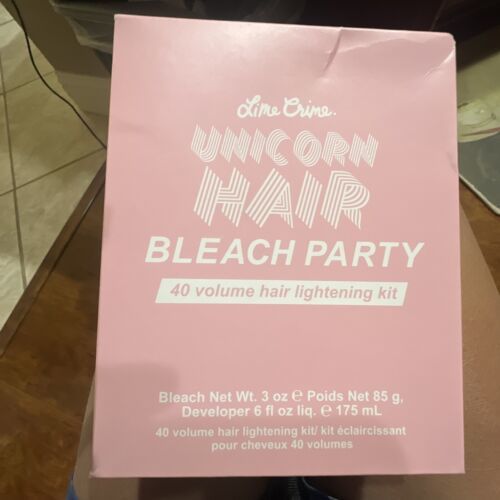 Lime Crime.
UNICORN
HAIR
BLEACH PARTY
40 volume hair lightening kit
Bleach Net Wt. 3 oz ℮ Poids Net 85 g,
Developer 6 fl oz liq. ℮ 175 mL
40 volume hair lightening kit/ kit éclaircissant
pour cheveux 40 volumes